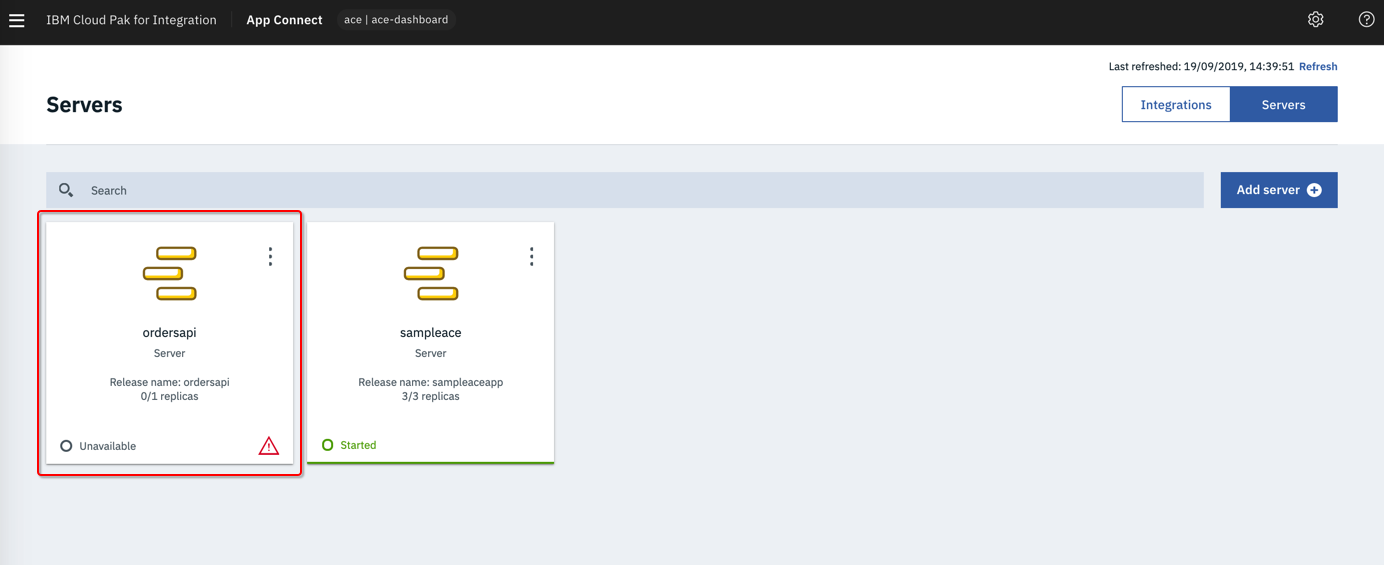 IBM Cloud Pak for Integration
App Connect
ace | ace-dashboard
Last refreshed: 19/09/2019, 14:39:51 Refresh
Servers
Integrations
Servers
Search
Add server
ordersapi
Server
Release name: ordersapi
0/1 replicas
Unavailable
sampleace
Server
Release name: sampleaceapp
3/3 replicas
Started